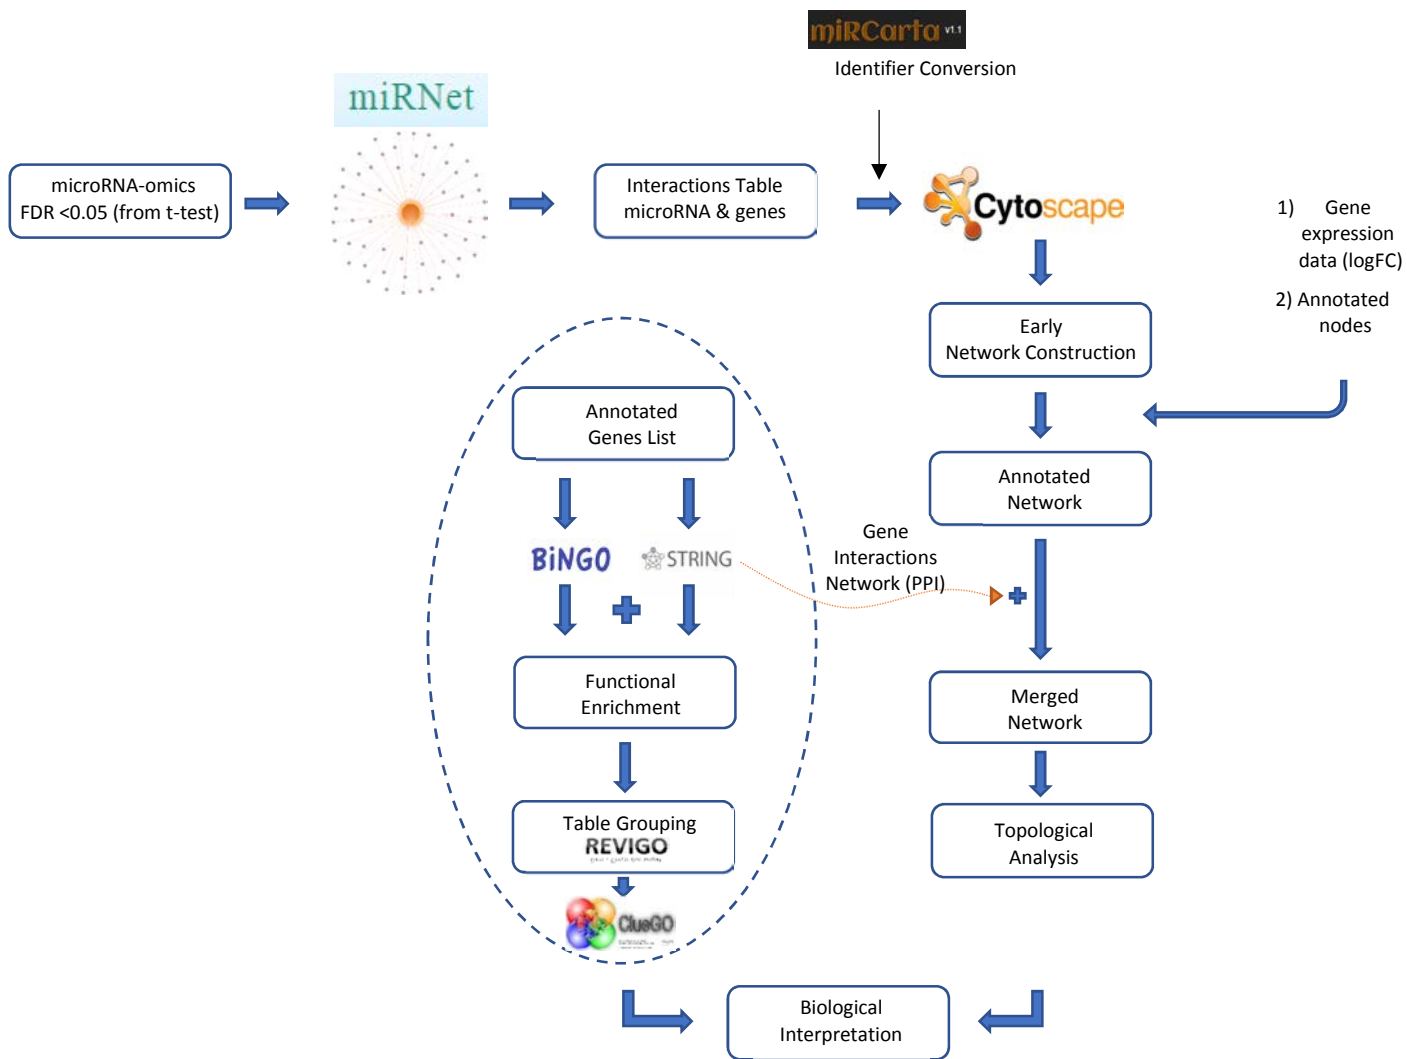 miRCarta v1.1
Identifier Conversion
miRNet
microRNA-omics
FDR <0.05 (from t-test)
Interactions Table
microRNA & genes
Cytoscape
1) Gene
expression
data (logFC)
2) Annotated
nodes
Early
Network Construction
Annotated
Genes List
Annotated
Network
BiNGO
STRING
Gene
Interactions
Network (PPI)
Functional
Enrichment
Merged
Network
Table Grouping
REVIGO
Topological
Analysis
ClueGO
Biological
Interpretation